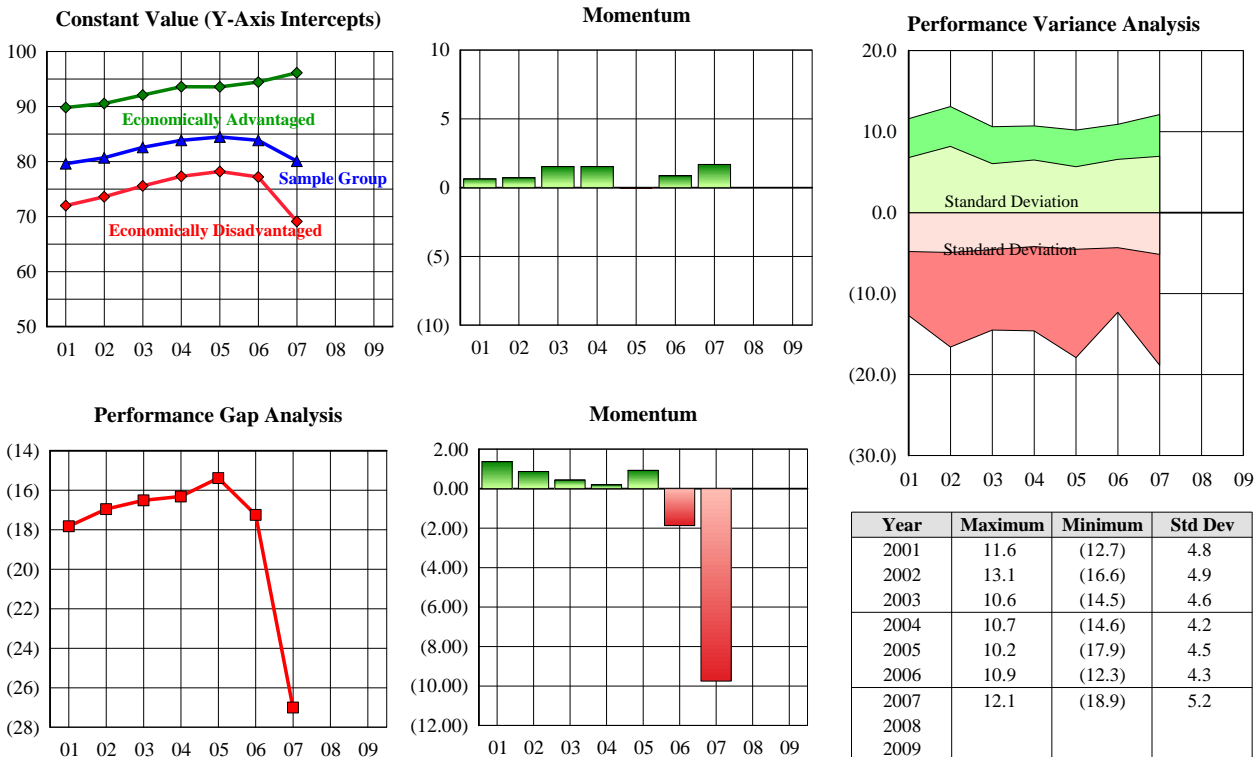 Constant Value (Y-Axis Intercepts)
100
90
80
70
60
50
Economically Advantaged
Sample Group
Economically Disadvantaged
01 02 03 04 05 06 07 08 09
Momentum
10
5
0
(5)
(10)
01 02 03 04 05 06 07 08 09
Performance Variance Analysis
20.0
10.0
0.0
(10.0)
(20.0)
(30.0)
Standard Deviation
Standard Deviation
01 02 03 04 05 06 07 08 09
Performance Gap Analysis
(14)
(16)
(18)
(20)
(22)
(24)
(26)
(28)
01 02 03 04 05 06 07 08 09
Momentum
2.00
0.00
(2.00)
(4.00)
(6.00)
(8.00)
(10.00)
(12.00)
01 02 03 04 05 06 07 08 09
Year Maximum Minimum Std Dev
2001 11.6 (12.7) 4.8
2002 13.1 (16.6) 4.9
2003 10.6 (14.5) 4.6
2004 10.7 (14.6) 4.2
2005 10.2 (17.9) 4.5
2006 10.9 (12.3) 4.3
2007 12.1 (18.9) 5.2
2008
2009